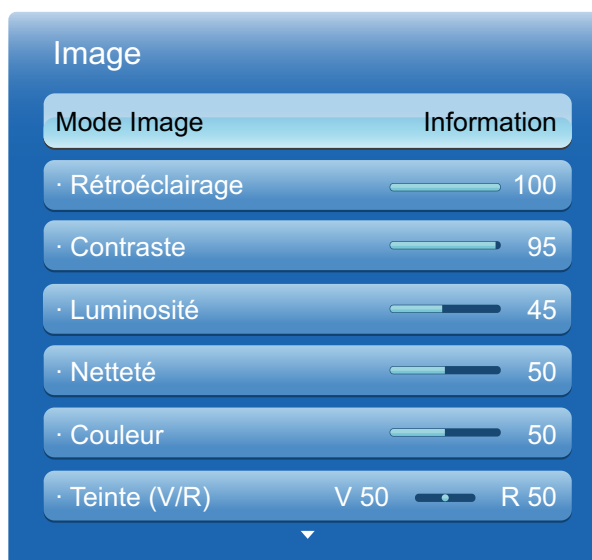 Image
Mode Image Information
· Rétroéclairage 100
· Contraste 95
· Luminosité 45
· Netteté 50
· Couleur 50
· Teinte (V/R) V 50 R 50